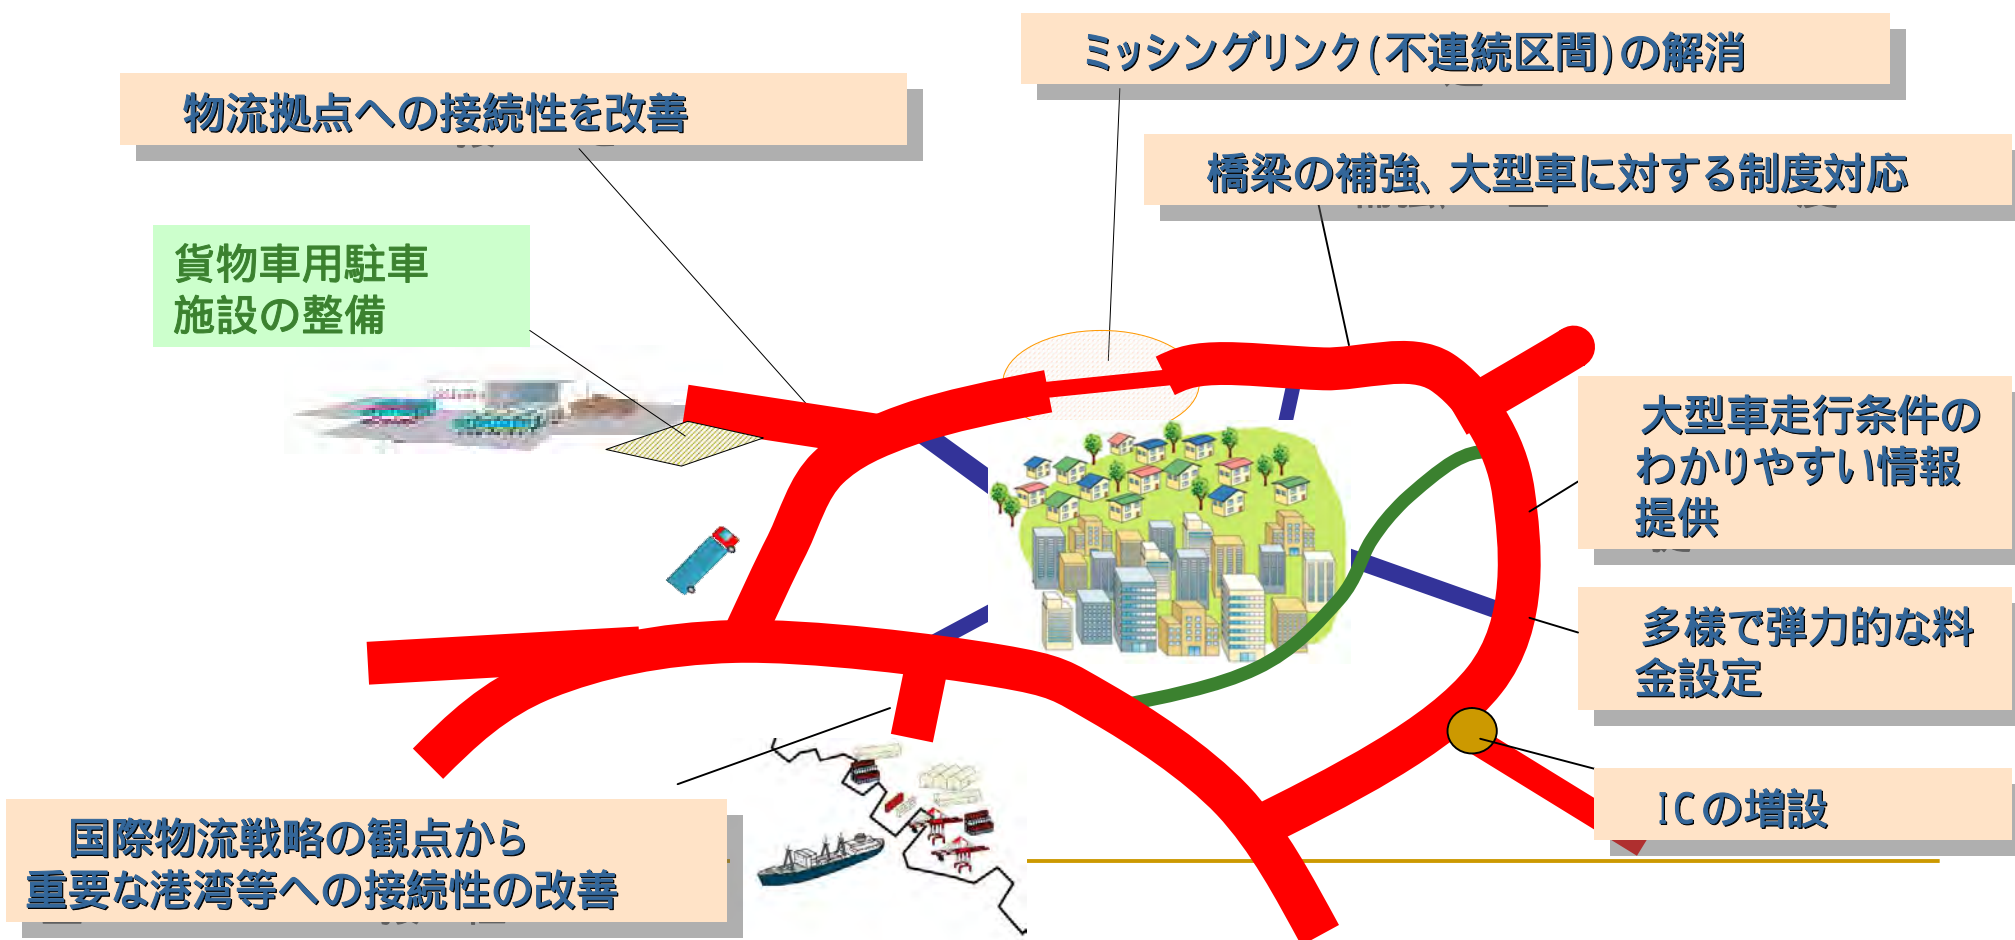 ミッシングリンク(不連続区間)の解消
物流拠点への接続性を改善
橋梁の補強、大型車に対する制度対応
貨物車用駐車
施設の整備
大型車走行条件の
わかりやすい情報
提供
多様で弾力的な料
金設定
ICの増設
国際物流戦略の観点から
重要な港湾等への接続性の改善